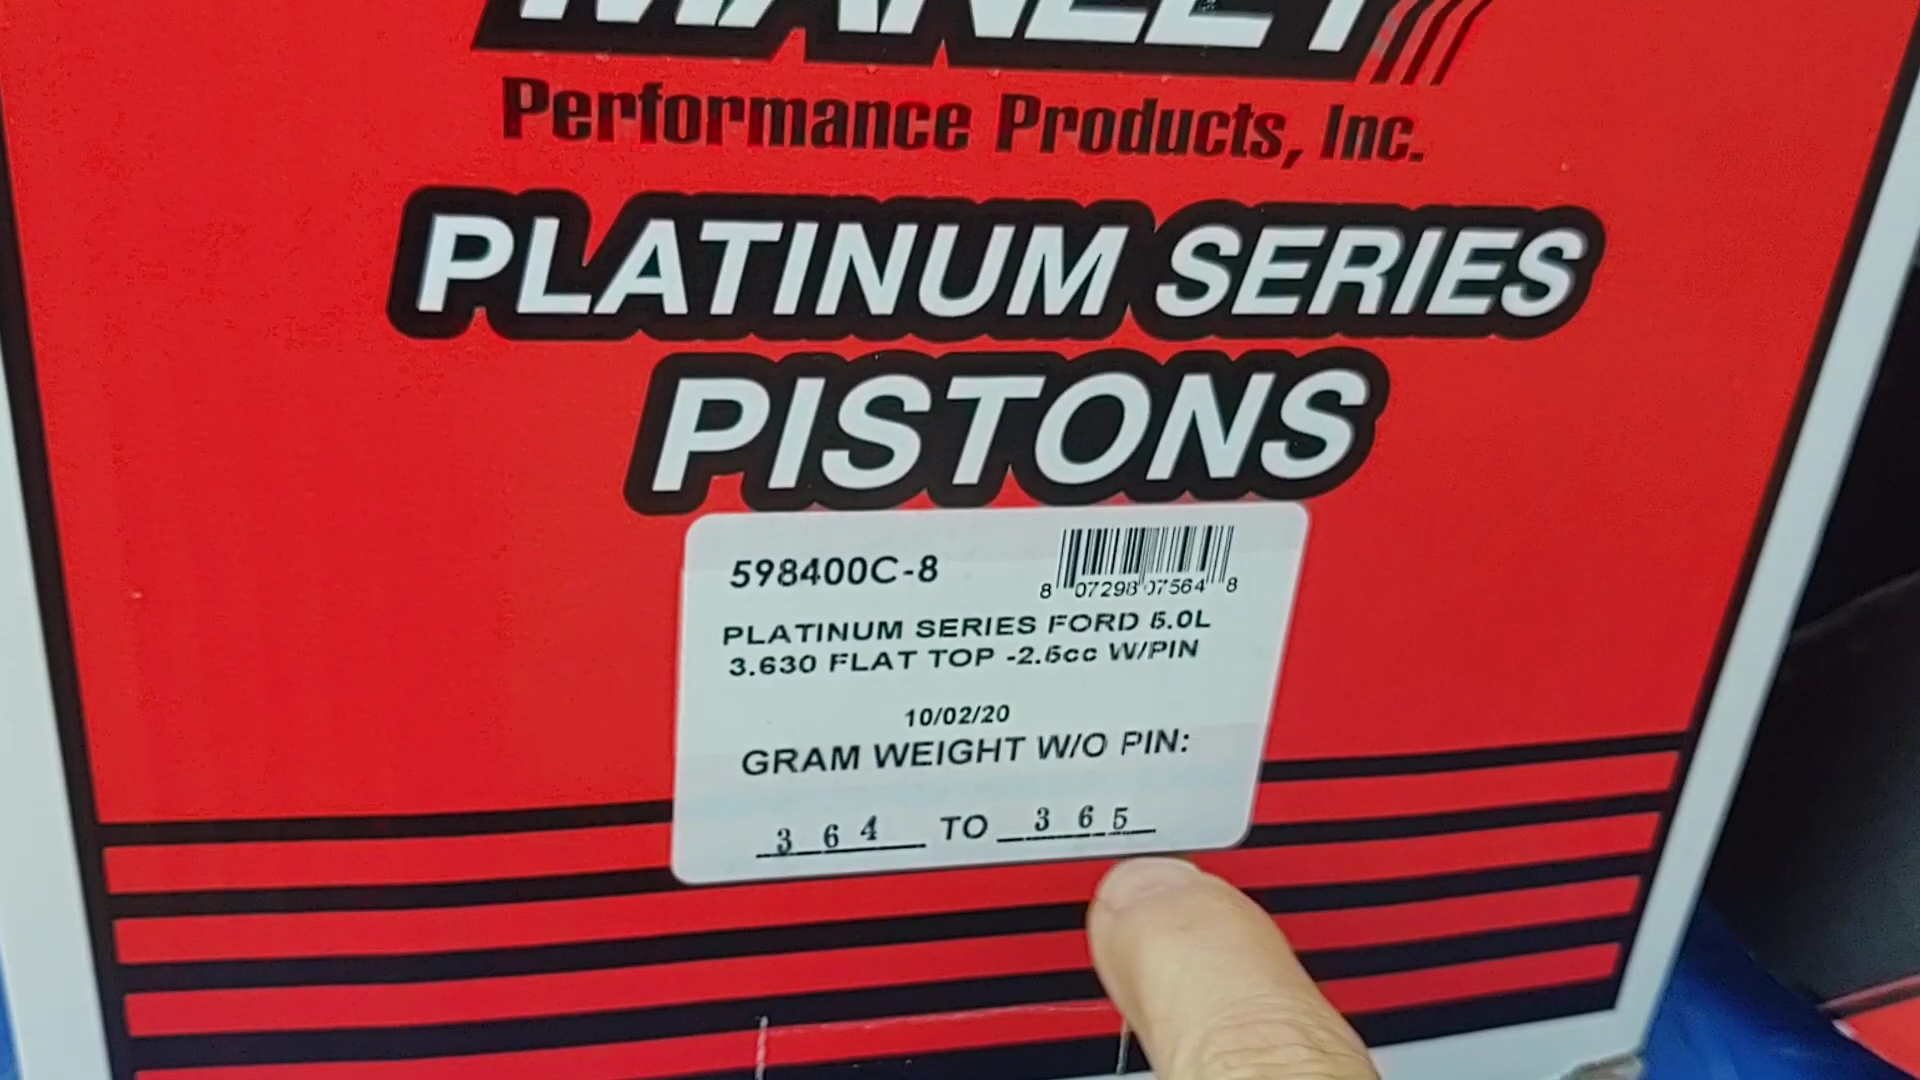 MANLEY
Performance Products, Inc.
PLATINUM SERIES
PISTONS
598400C-8
8 07298 07564 8
PLATINUM SERIES FORD 5.0L
3.630 FLAT TOP -2.5cc W/PIN
10/02/20
GRAM WEIGHT W/O PIN:
364 TO 365